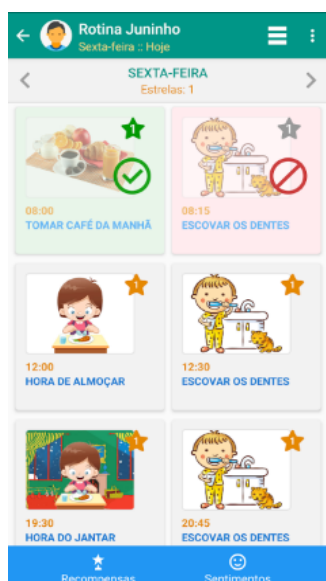 Rotina Juninho
Sexta-feira :: Hoje
SEXTA-FEIRA
Estrelas: 1
1
1
08:00
TOMAR CAFÉ DA MANHÃ
08:15
ESCOVAR OS DENTES
1
1
12:00
HORA DE ALMOÇAR
12:30
ESCOVAR OS DENTES
1
1
19:30
HORA DO JANTAR
20:45
ESCOVAR OS DENTES
Recompensas
Sentimentos